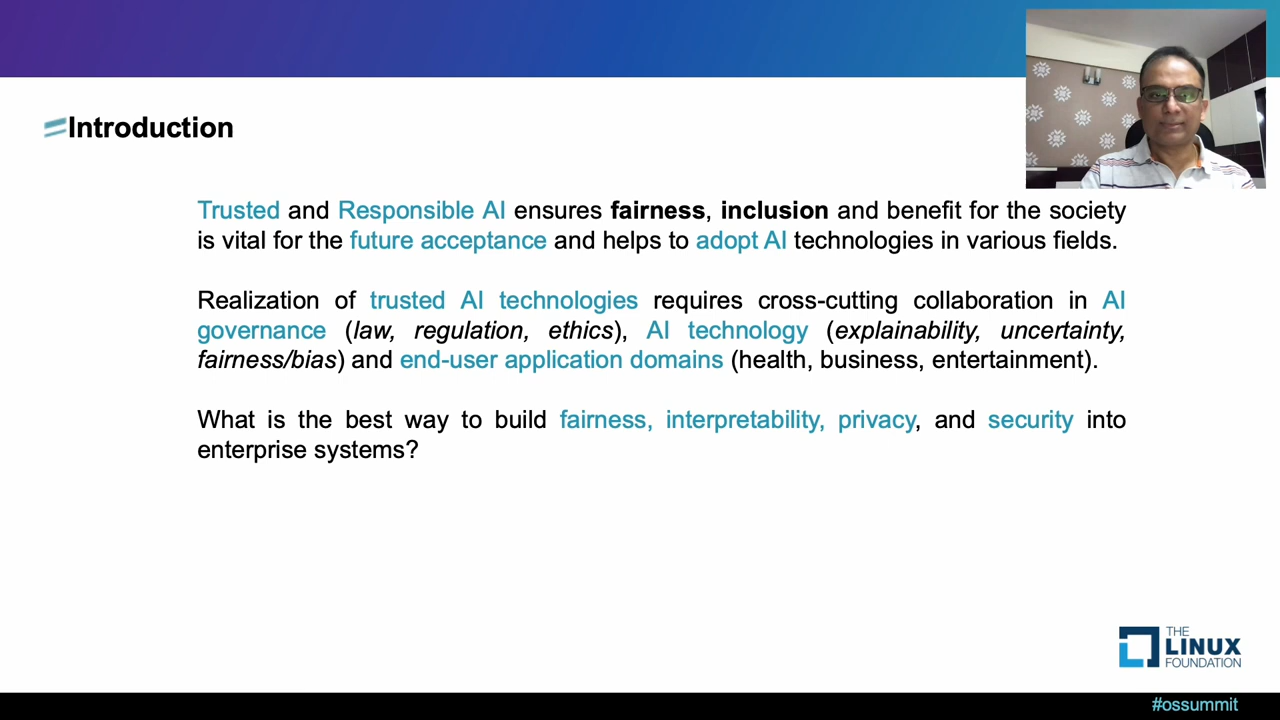 Introduction
Trusted and Responsible AI ensures fairness, inclusion and benefit for the society
is vital for the future acceptance and helps to adopt AI technologies in various fields.
Realization of trusted AI technologies requires cross-cutting collaboration in AI
governance (law, regulation, ethics), AI technology (explainability, uncertainty,
fairness/bias) and end-user application domains (health, business, entertainment).
What is the best way to build fairness, interpretability, privacy, and security into
enterprise systems?
THE
LINUX
FOUNDATION
#ossummit